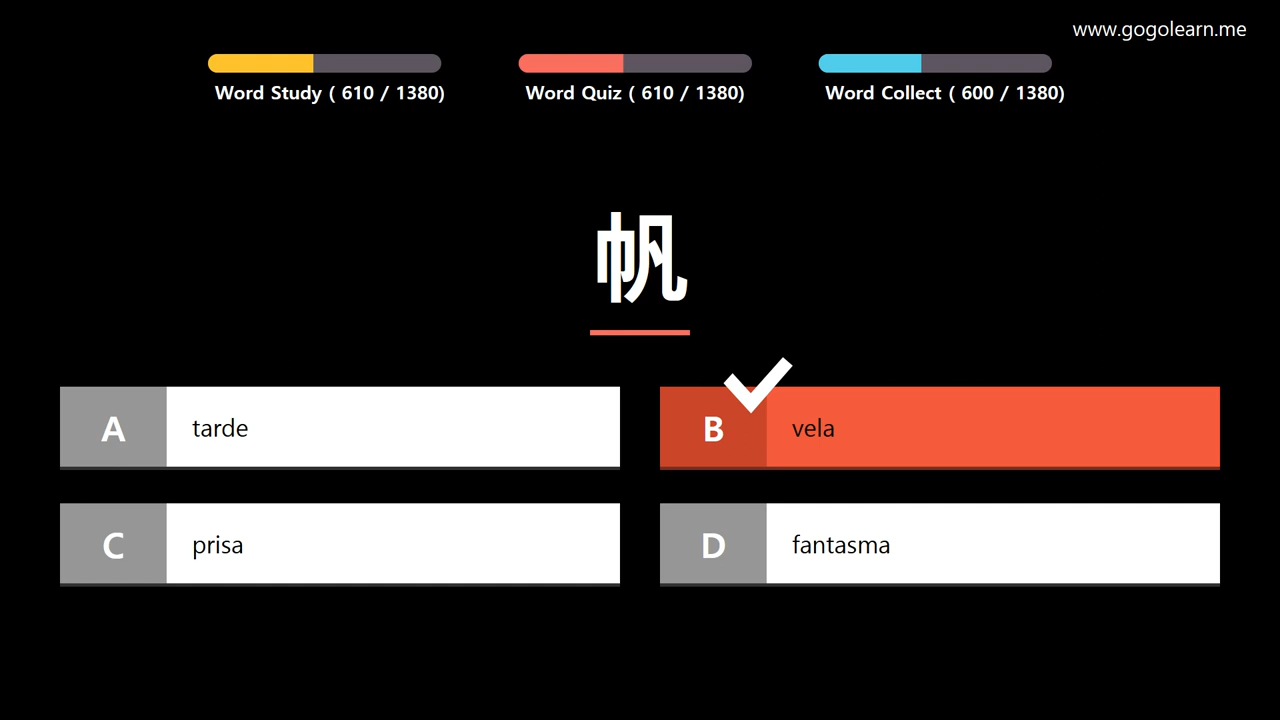 www.gogolearn.me
Word Study ( 610 / 1380)
Word Quiz ( 610 / 1380)
Word Collect ( 600 / 1380)
帆
A tarde
B vela
C prisa
D fantasma